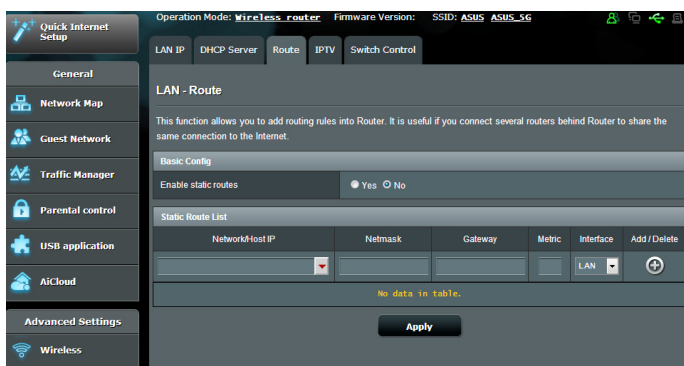 Quick Internet
Setup
General
Network Map
Guest Network
Traffic Manager
Parental control
USB application
AiCloud
Advanced Settings
Wireless
Operation Mode: Wireless router Firmware Version: SSID: ASUS ASUS_5G
LAN IP DHCP Server Route IPTV Switch Control
LAN - Route
This function allows you to add routing rules into Router. It is useful if you connect several routers behind Router to share the
same connection to the Internet.
Basic Config
Enable static routes Yes No
Static Route List
Network/Host IP Netmask Gateway Metric Interface Add / Delete
LAN
No data in table.
Apply